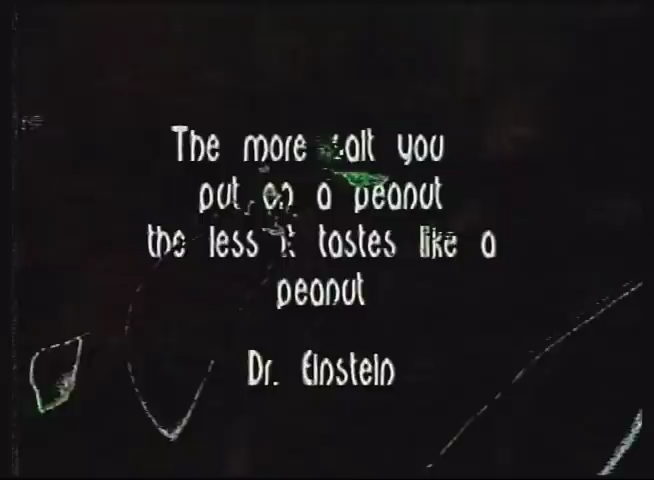 The more salt you
put on a peanut
the less it tastes like a
peanut
Dr. Einstein